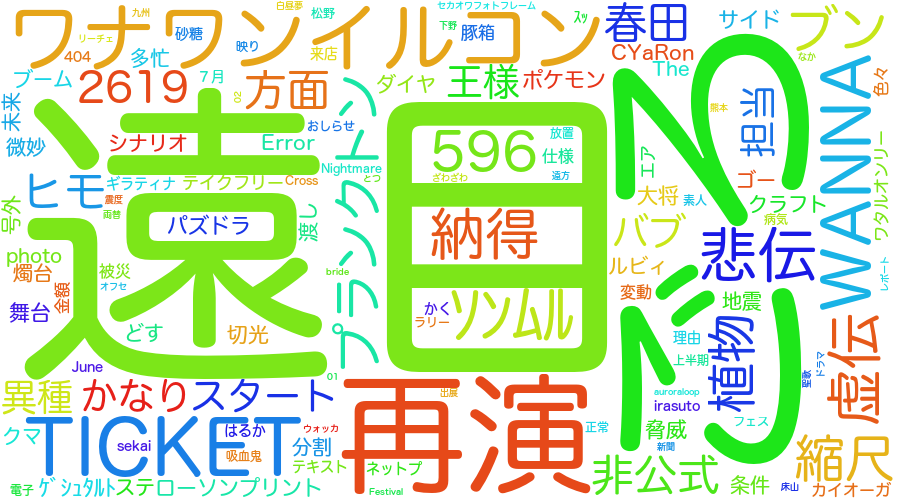 遠目
ズブ
再演
TICKET
WANNA
ワナワンイルコン
悲伝
虚伝
596
納得
ソンムル
2619
方面
王様
春田
ブン
サイド
CYaRon
The
ポケモン
ダイヤ
豚箱
セカオワフォトフレーム
下野
ｽｯ
白昼夢
松野
来店
映り
砂糖
九州
リーチェ
404
多忙
7月
ブーム
02
未来
微妙
シナリオ
Error
おしらせ
Nightmare
とつ
ヒモ
ギラティナ
テイクフリー
Cross
震度
両替
号外
パズドラ
渡し
プランクトン
photo
燭台
被災
オフセ
金額
舞台
どす
切光
bride
June
01
異種
かなり
スタート
クマ
sekai
はるか
ウォッカ
吸血鬼
分割
テキスト
ネットプ
電子
ｹﾞｼｭﾀﾙﾄ
ステローソンプリント
Festival
出展
放置
仕様
遠方
ざわざわ
かく
ラリー
エア
熊本
担当
なか
色々
ゴー
大将
素人
クラフト
病気
バブ
ワタルオンリー
ルビィ
変動
地震
レポート
理由
上半期
植物
ドラマ
聖歌
auroraloop
irasuto
フェス
正常
脅威
新聞
非公式
条件
床山
縮尺
カイオーガ